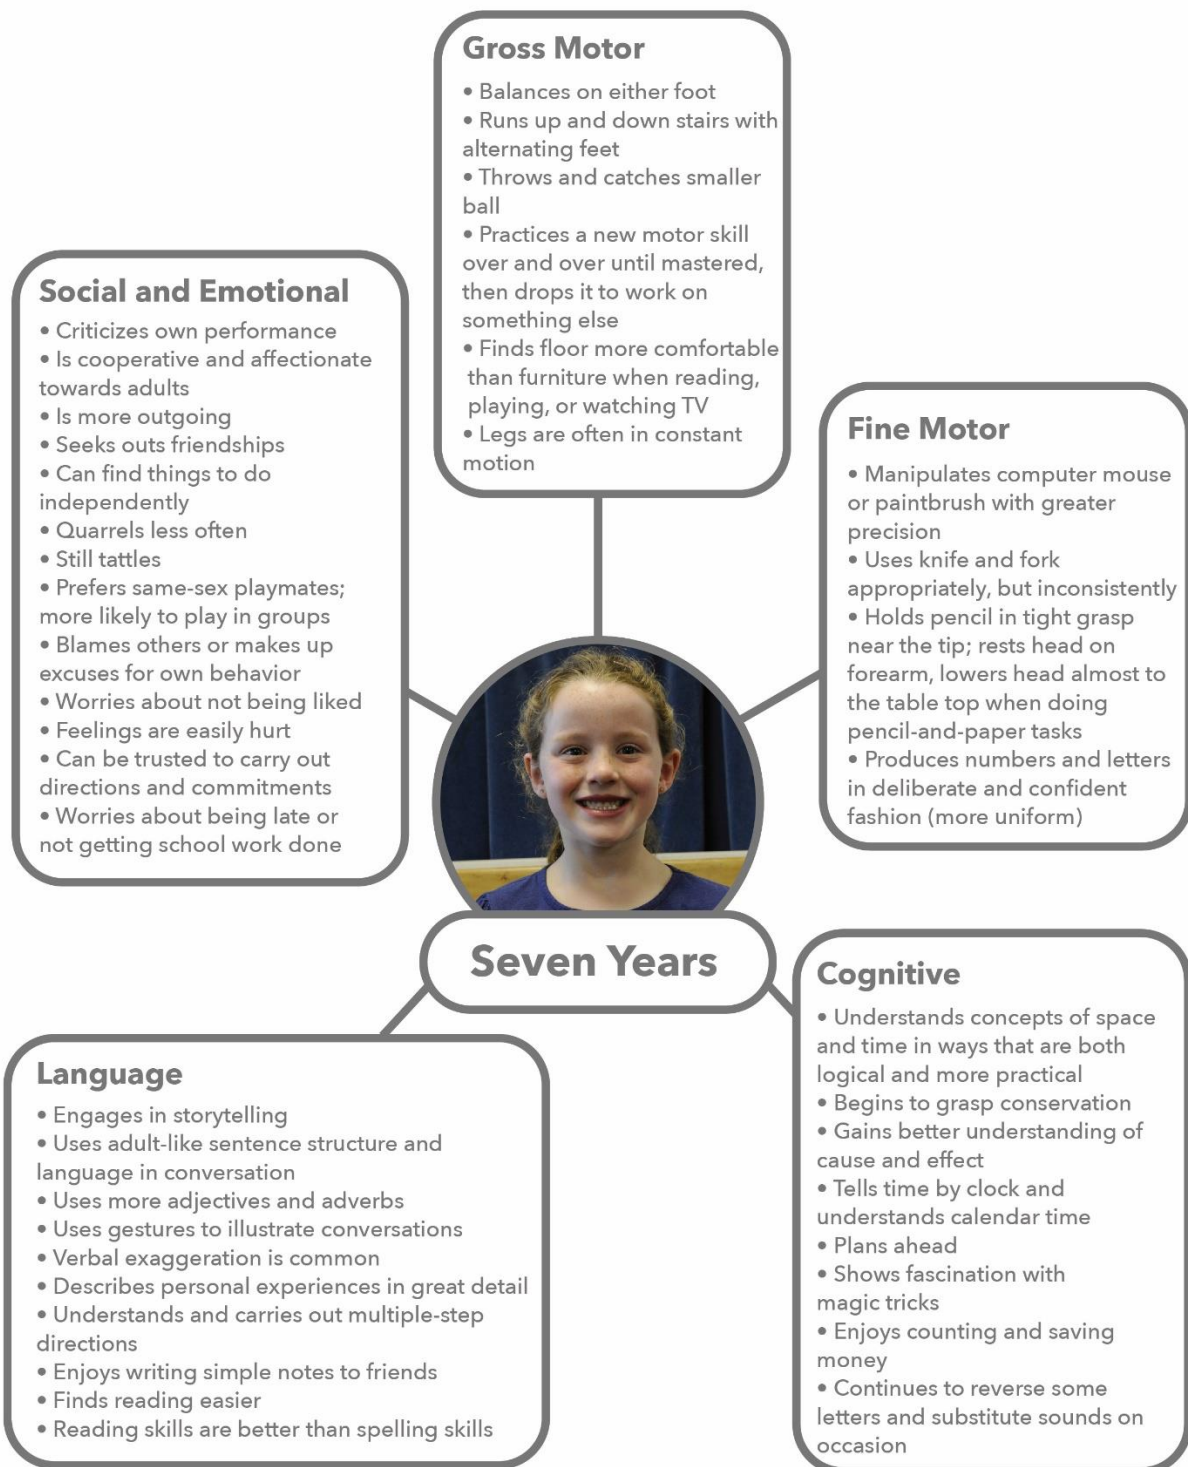 Gross Motor
• Balances on either foot
• Runs up and down stairs with
alternating feet
• Throws and catches smaller
ball
• Practices a new motor skill
over and over until mastered,
then drops it to work on
something else
• Finds floor more comfortable
than furniture when reading,
playing, or watching TV
• Legs are often in constant
motion
Social and Emotional
• Criticizes own performance
• Is cooperative and affectionate
towards adults
• Is more outgoing
• Seeks outs friendships
• Can find things to do
independently
• Quarrels less often
• Still tattles
• Prefers same-sex playmates;
more likely to play in groups
• Blames others or makes up
excuses for own behavior
• Worries about not being liked
• Feelings are easily hurt
• Can be trusted to carry out
directions and commitments
• Worries about being late or
not getting school work done
Fine Motor
• Manipulates computer mouse
or paintbrush with greater
precision
• Uses knife and fork
appropriately, but inconsistently
• Holds pencil in tight grasp
near the tip; rests head on
forearm, lowers head almost to
the table top when doing
pencil-and-paper tasks
• Produces numbers and letters
in deliberate and confident
fashion (more uniform)
Seven Years
Language
• Engages in storytelling
• Uses adult-like sentence structure and
language in conversation
• Uses more adjectives and adverbs
• Uses gestures to illustrate conversations
• Verbal exaggeration is common
• Describes personal experiences in great detail
• Understands and carries out multiple-step
directions
• Enjoys writing simple notes to friends
• Finds reading easier
• Reading skills are better than spelling skills
Cognitive
• Understands concepts of space
and time in ways that are both
logical and more practical
• Begins to grasp conservation
• Gains better understanding of
cause and effect
• Tells time by clock and
understands calendar time
• Plans ahead
• Shows fascination with
magic tricks
• Enjoys counting and saving
money
• Continues to reverse some
letters and substitute sounds on
occasion